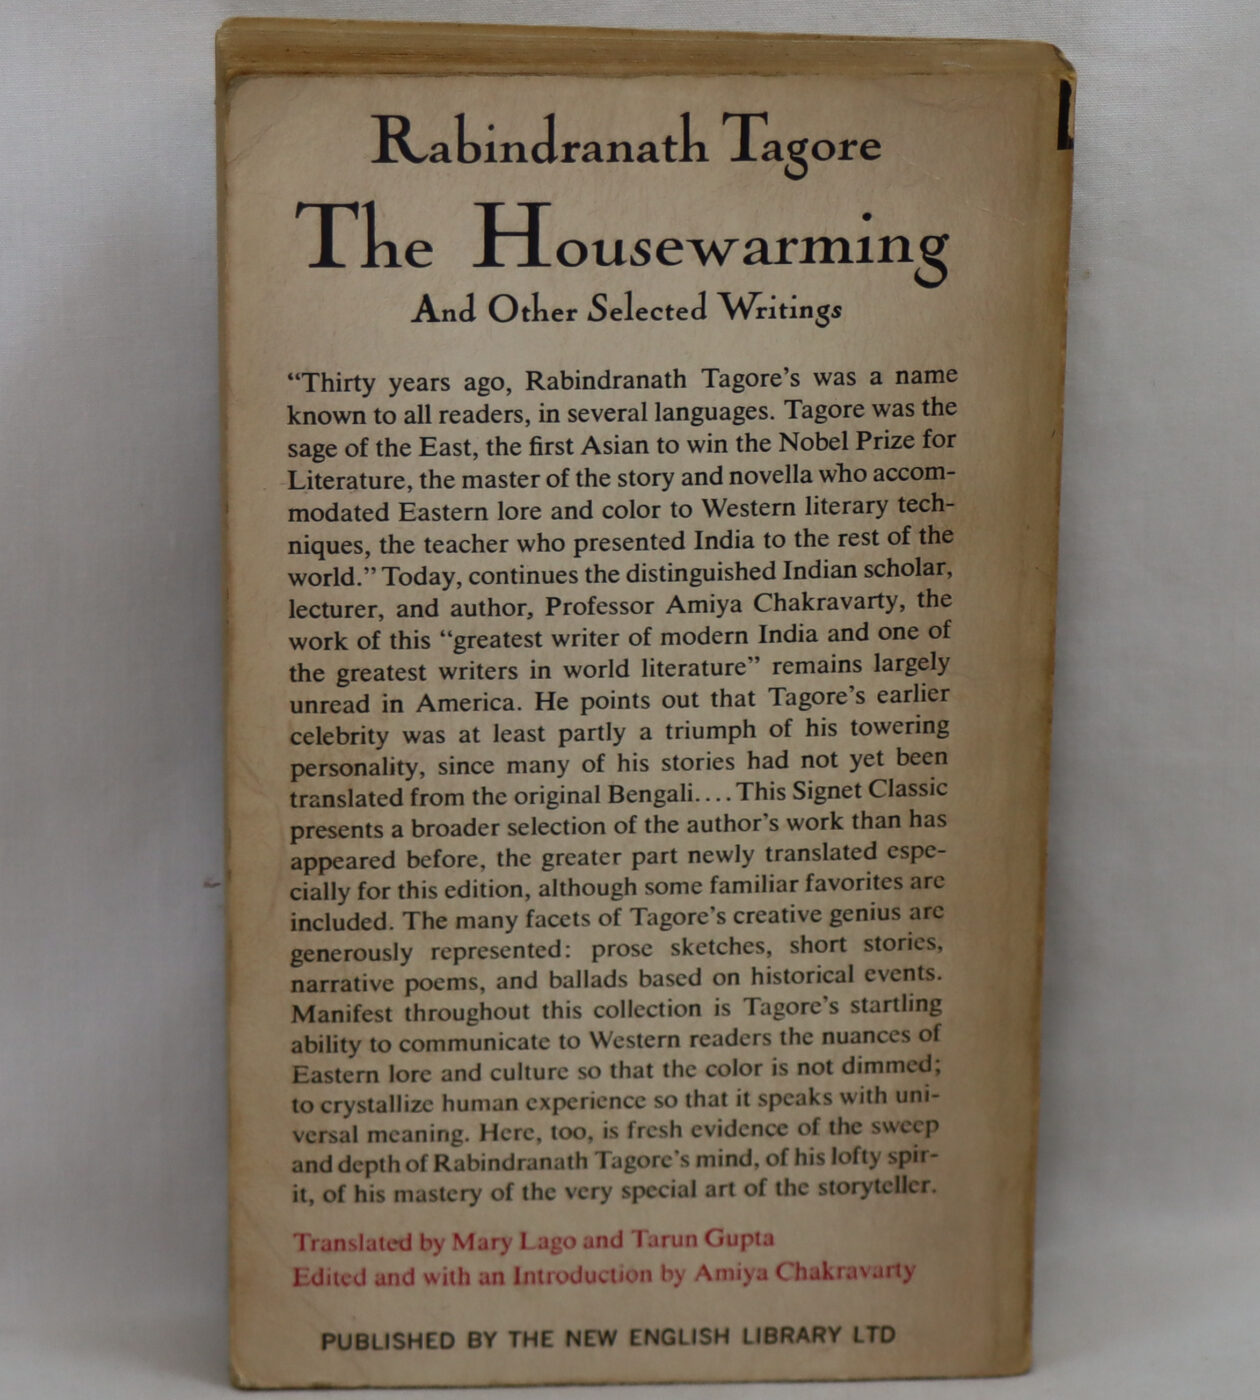 Rabindranath Tagore
The Housewarming
And Other Selected Writings
“Thirty years ago, Rabindranath Tagore’s was a name
known to all readers, in several languages. Tagore was the
sage of the East, the first Asian to win the Nobel Prize for
Literature, the master of the story and novella who accom-
modated Eastern lore and color to Western literary tech-
niques, the teacher who presented India to the rest of the
world.” Today, continues the distinguished Indian scholar,
lecturer, and author, Professor Amiya Chakravarty, the
work of this “greatest writer of modern India and one of
the greatest writers in world literature” remains largely
unread in America. He points out that Tagore’s earlier
celebrity was at least partly a triumph of his towering
personality, since many of his stories had not yet been
translated from the original Bengali.... This Signet Classic
presents a broader selection of the author’s work than has
appeared before, the greater part newly translated espe-
cially for this edition, although some familiar favorites are
included. The many facets of Tagore’s creative genius are
generously represented: prose sketches, short stories,
narrative poems, and ballads based on historical events.
Manifest throughout this collection is Tagore’s startling
ability to communicate to Western readers the nuances of
Eastern lore and culture so that the color is not dimmed;
to crystallize human experience so that it speaks with uni-
versal meaning. Here, too, is fresh evidence of the sweep
and depth of Rabindranath Tagore’s mind, of his lofty spir-
it, of his mastery of the very special art of the storyteller.
Translated by Mary Lago and Tarun Gupta
Edited and with an Introduction by Amiya Chakravarty
PUBLISHED BY THE NEW ENGLISH LIBRARY LTD